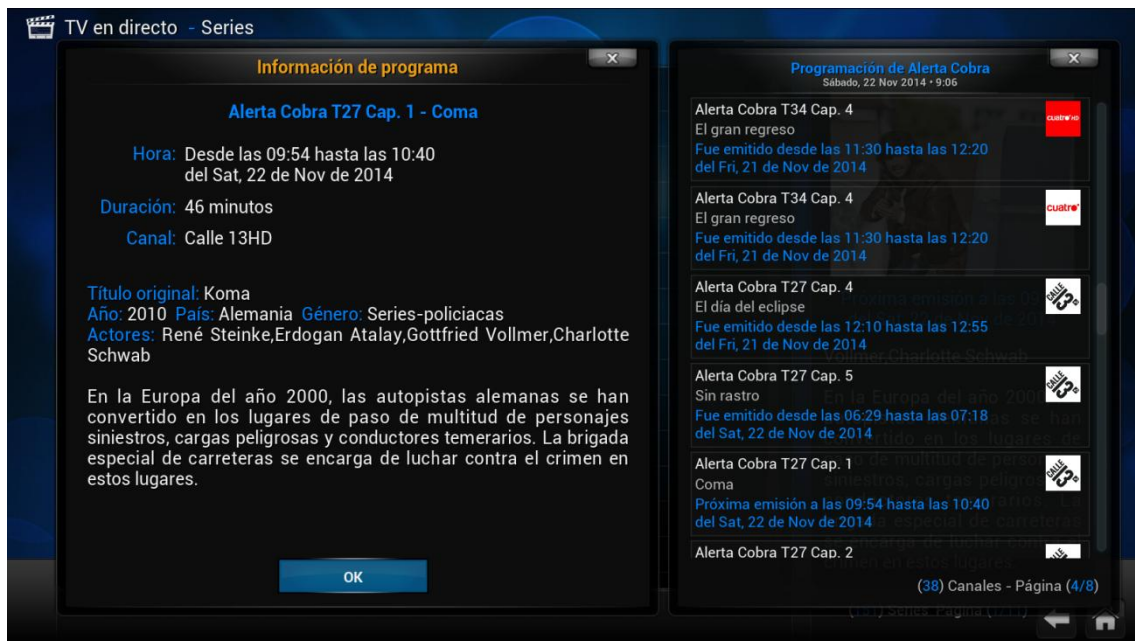 TV en directo - Series
Información de programa
Alerta Cobra T27 Cap. 1 - Coma
Hora: Desde las 09:54 hasta las 10:40
del Sat, 22 de Nov de 2014
Duración: 46 minutos
Canal: Calle 13HD
Título original: Koma
Año: 2010 País: Alemania Género: Series-policiacas
Actores: René Steinke,Erdogan Atalay,Gottfried Vollmer,Charlotte
Schwab
En la Europa del año 2000, las autopistas alemanas se han
convertido en los lugares de paso de multitud de personajes
siniestros, cargas peligrosas y conductores temerarios. La brigada
especial de carreteras se encarga de luchar contra el crimen en
estos lugares.
OK
Programación de Alerta Cobra
Sábado, 22 Nov 2014 • 9:06
Alerta Cobra T34 Cap. 4
El gran regreso
Fue emitido desde las 11:30 hasta las 12:20
del Fri, 21 de Nov de 2014
cuatro HD
Alerta Cobra T34 Cap. 4
El gran regreso
Fue emitido desde las 11:30 hasta las 12:20
del Fri, 21 de Nov de 2014
cuatro
Alerta Cobra T27 Cap. 4
El día del eclipse
Fue emitido desde las 12:10 hasta las 12:55
del Fri, 21 de Nov de 2014
CALLE 13
Alerta Cobra T27 Cap. 5
Sin rastro
Fue emitido desde las 06:29 hasta las 07:18
del Sat, 22 de Nov de 2014
CALLE 13
Alerta Cobra T27 Cap. 1
Coma
Próxima emisión a las 09:54 hasta las 10:40
del Sat, 22 de Nov de 2014
CALLE 13
Alerta Cobra T27 Cap. 2
(38) Canales - Página (4/8)